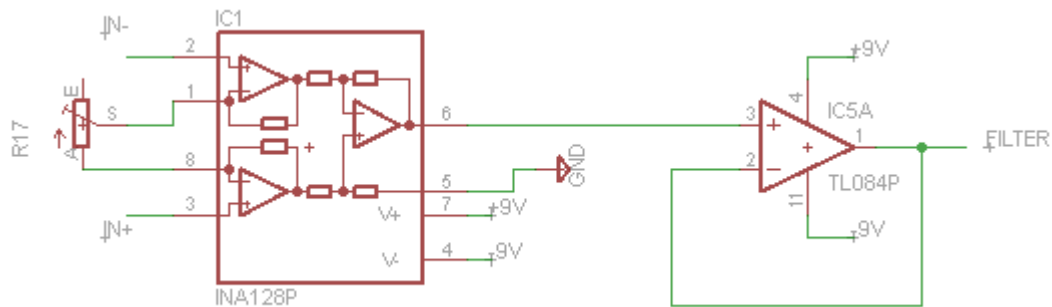 IN-
IC1
2
1
8
3
E
S
A
R17
IN+
6
5
7
4
V+
V-
+9V
-9V
GND
INA128P
3
2
+9V
4
IC5A
1
TL084P
11
-9V
FILTER